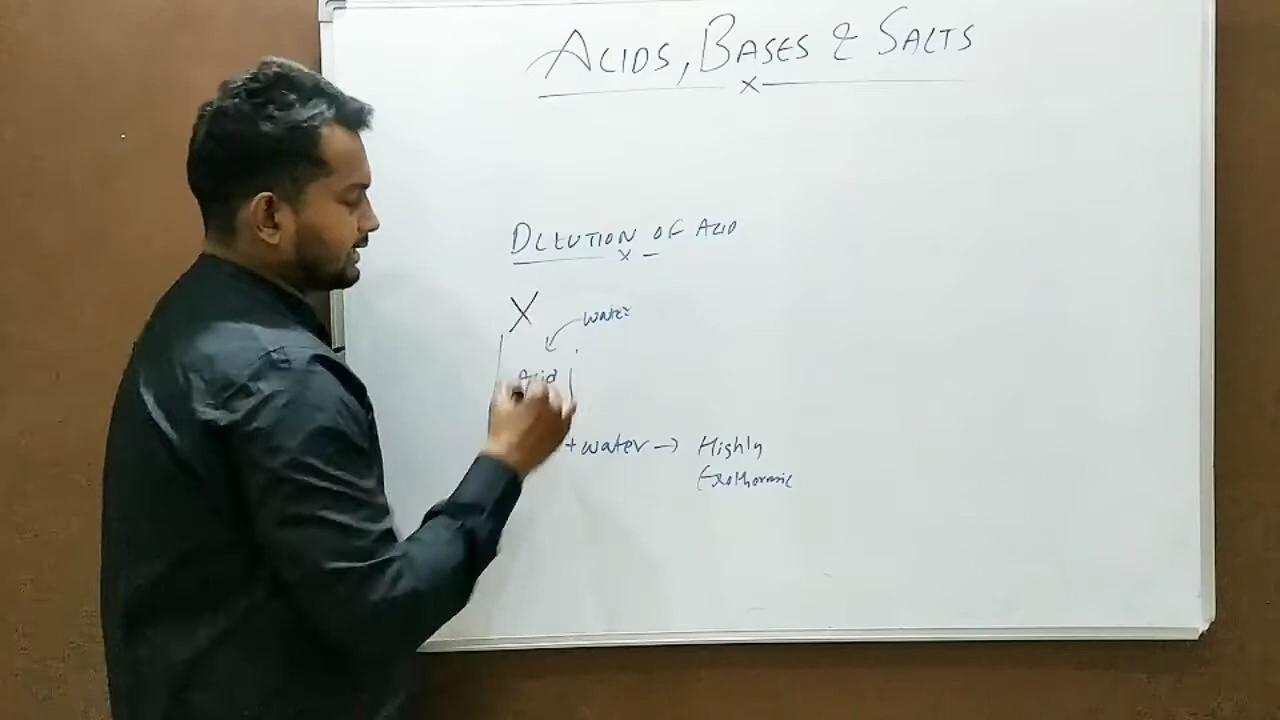 ACIDS, BASES & SALTS
x
DILUTION OF ACID
x
X
water
Acid
+ water → Highly
Exothermic